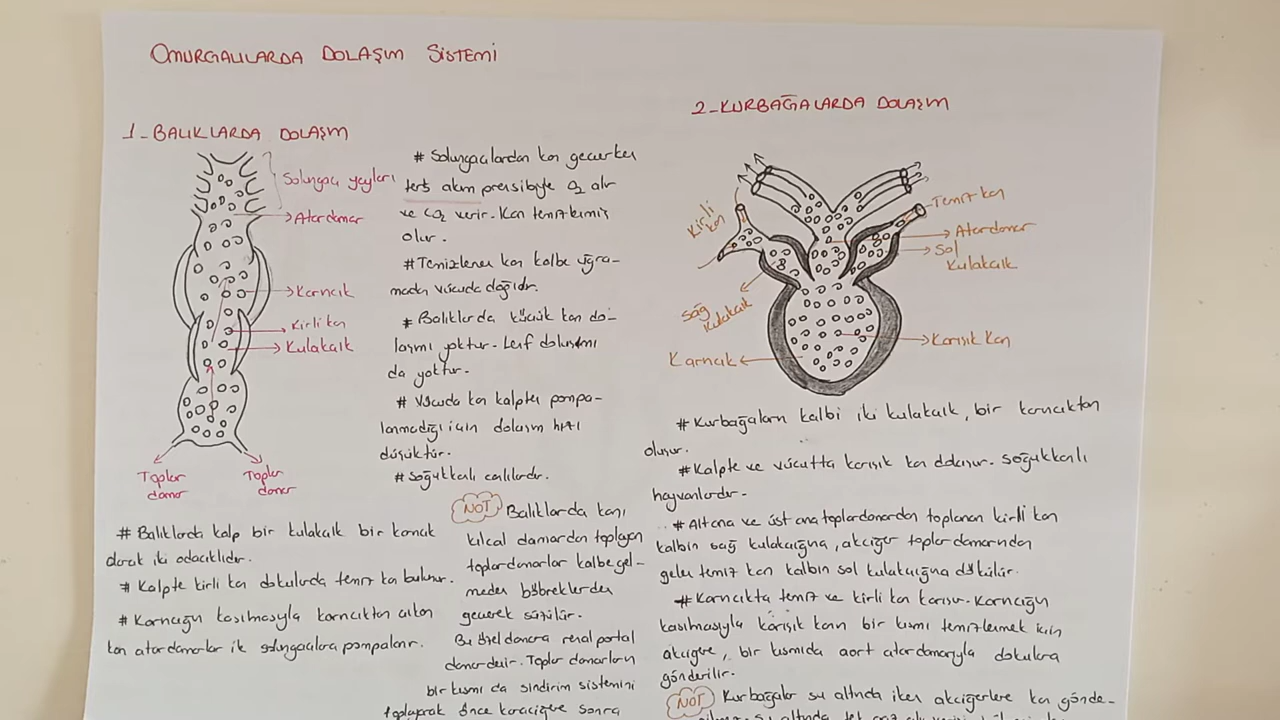 OMURGALILARDA DOLAŞIM SİSTEMİ
1-BALIKLARDA DOLAŞIM
Solungaç yayları
Atardamar
Karıncık
Kirli kan
Kulakçık
Toplar damar
Toplar damar
# Solungaçlardan kan geçerken
ters akım prensibiyle O2 alır
ve CO2 verir. Kan temizlenmiş
olur.
# Temizlenen kan kalbe uğra-
madan vücuda dağılır.
# Balıklarda küçük kan do-
laşımı yoktur. Lenf dolaşımı
da yoktur.
# Vücuda kan kalpten pompa-
lanmadığı için dolaşım hızı
düşüktür.
# Soğukkanlı canlılardır.
# Balıklarda kalp bir kulakçık bir karıncık
olarak iki odacıklıdır.
# Kalpte kirli kan dokularda temiz kan bulunur.
# Karıncığın kasılmasıyla karıncıktan çıkan
kan atardamarlar ile solungaçlara pompalanır.
NOT Balıklarda kanı
kılcal damardan toplayan
toplardamarlar kalbe gel-
meden böbreklerden
geçerek süzülür.
Bu özel damara renal portal
damar denir. Toplar damarların
bir kısmı da sindirim sistemini
toplayarak önce karaciğere sonra
2-KURBAĞALARDA DOLAŞIM
Kirli kan
Temiz kan
Atardamar
Sol Kulakçık
Sağ Kulakçık
Karışık Kan
Karıncık
# Kurbağaların kalbi iki kulakçık, bir karıncıktan
oluşur.
# Kalpte ve vücutta karışık kan dolaşır. Soğukkanlı
hayvanlardır.
# Alt ana ve üst ana toplardamardan toplanan kirli kan
kalbin sağ kulakçığına, akciğer toplar damarından
gelen temiz kan kalbin sol kulakçığına dökülür.
# Karıncıkta temiz ve kirli kan karışır. Karıncığın
kasılmasıyla karışık kanın bir kısmı temizlenmek için
akciğere, bir kısmıda aort atardamarıyla dokulara
gönderilir.
NOT Kurbağalar su altında iken akciğerlere kan gönde-